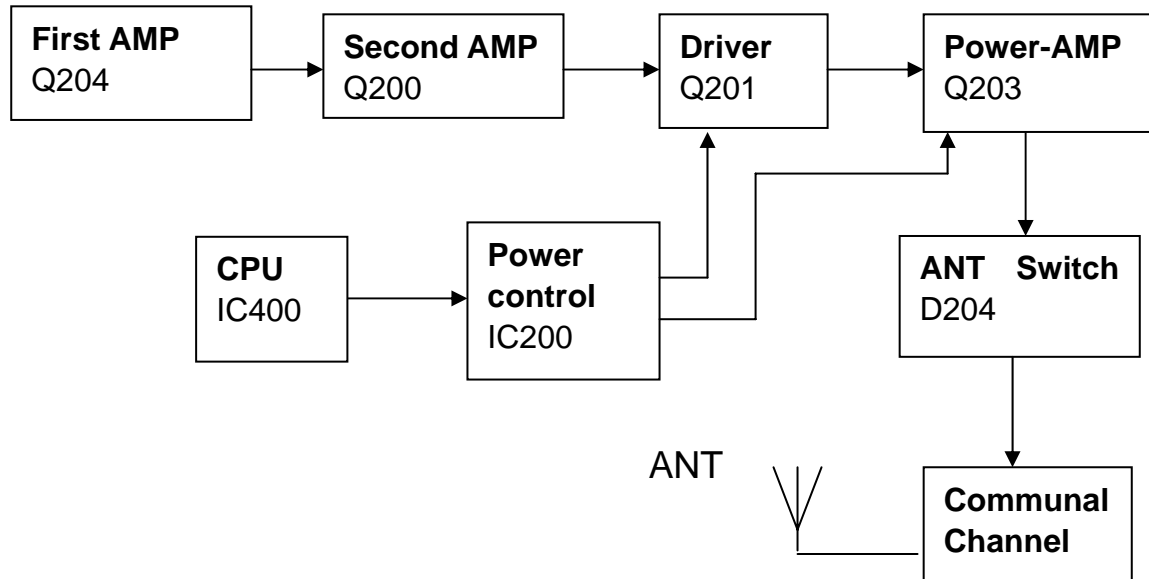 First AMP
Q204
Second AMP
Q200
Driver
Q201
Power-AMP
Q203
CPU
IC400
Power
control
IC200
ANT Switch
D204
ANT
Communal
Channel